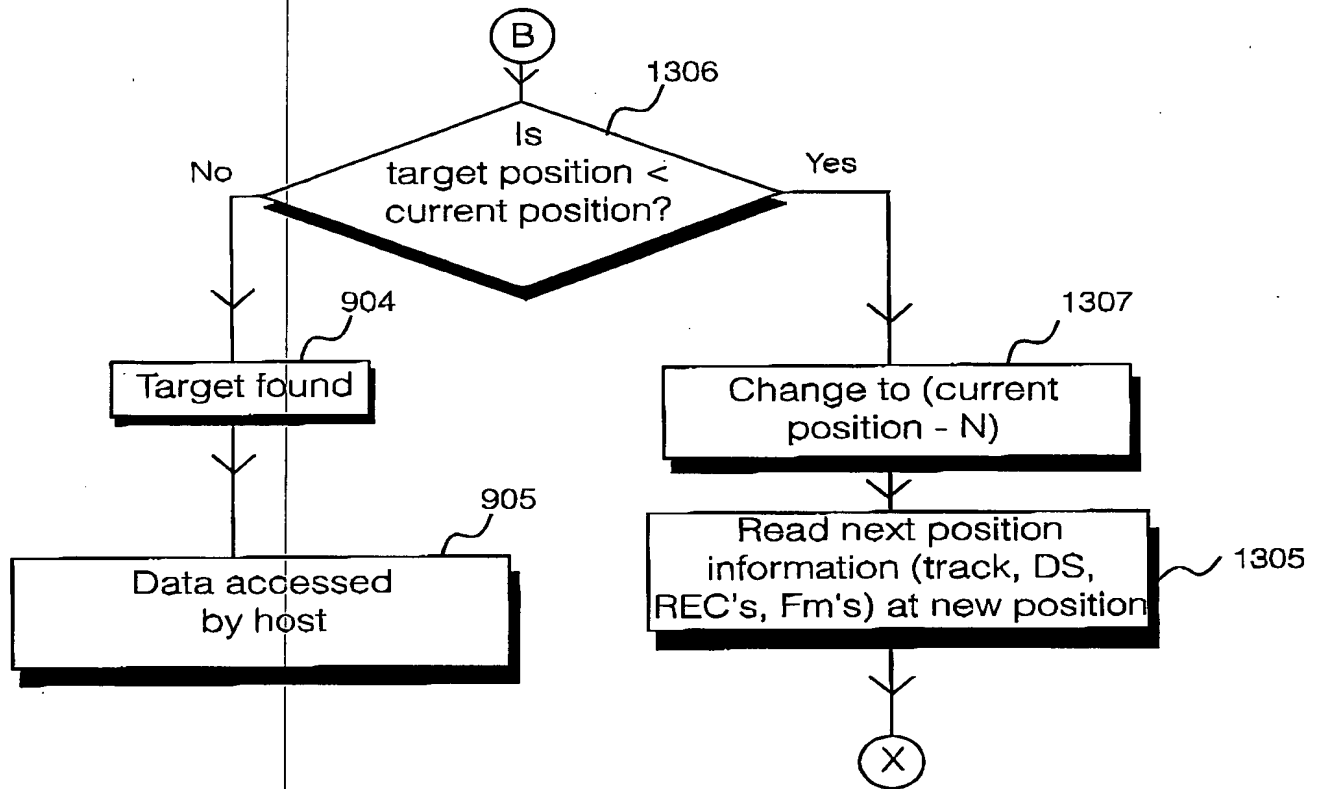 B
1306
Is
target position <
current position?
No
Yes
904
Target found
1307
Change to (current
position - N)
905
Data accessed
by host
Read next position
information (track, DS,
REC's, Fm's) at new position
1305
X